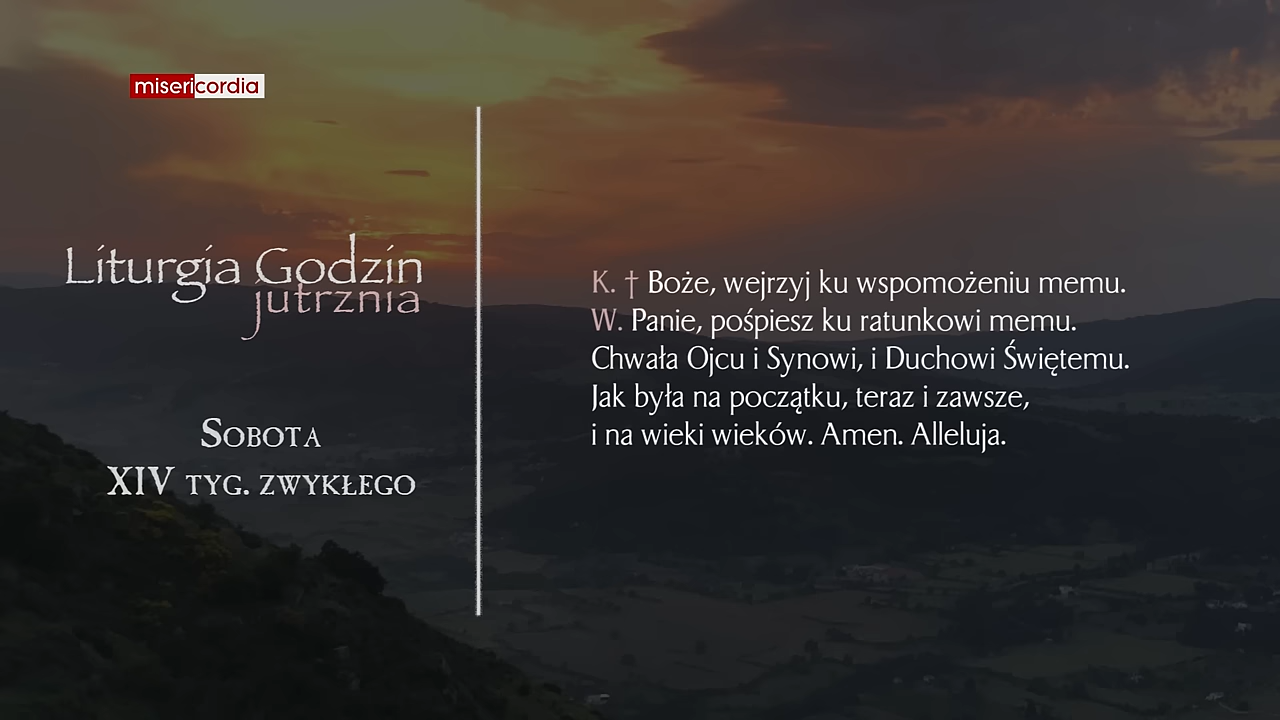 misericordia
Liturgia Godzin
jutrznia
Sobota
XIV tyg. zwykłego
K. † Boże, wejrzyj ku wspomożeniu memu.
W. Panie, pośpiesz ku ratunkowi memu.
Chwała Ojcu i Synowi, i Duchowi Świętemu.
Jak była na początku, teraz i zawsze,
i na wieki wieków. Amen. Alleluja.